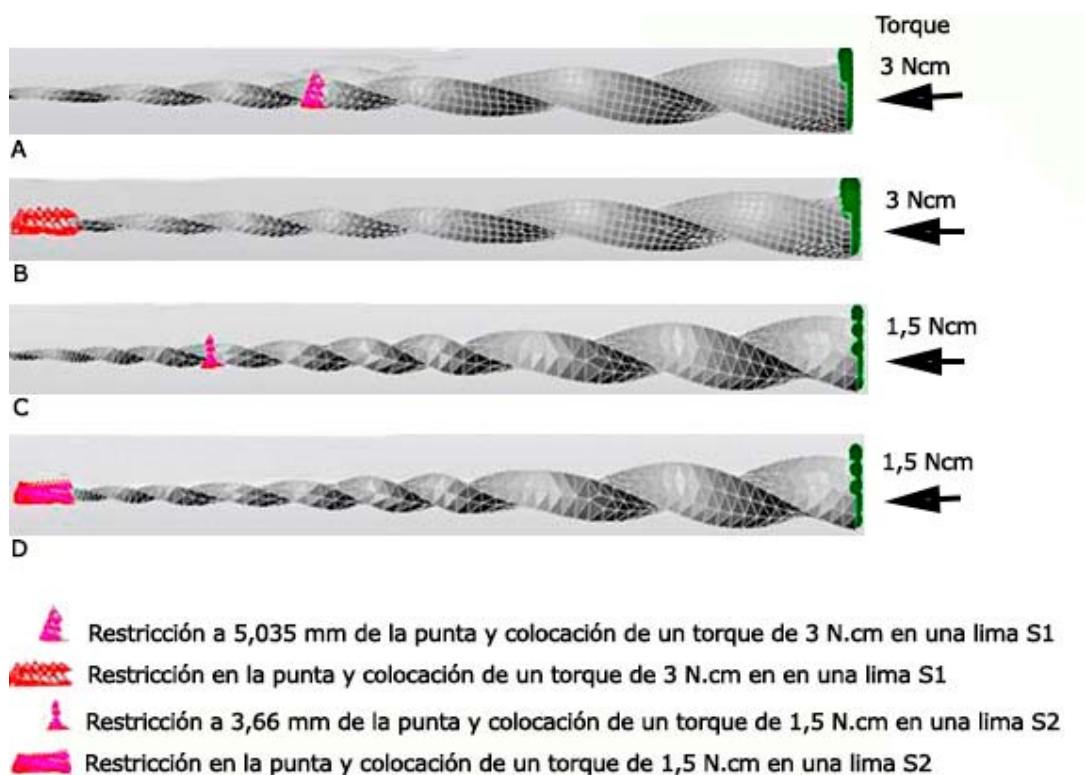 Torque
3 Ncm
A
3 Ncm
B
1,5 Ncm
C
1,5 Ncm
D
Restricción a 5,035 mm de la punta y colocación de un torque de 3 N.cm en una lima S1
Restricción en la punta y colocación de un torque de 3 N.cm en en una lima S1
Restricción a 3,66 mm de la punta y colocación de un torque de 1,5 N.cm en una lima S2
Restricción en la punta y colocación de un torque de 1,5 N.cm en una lima S2